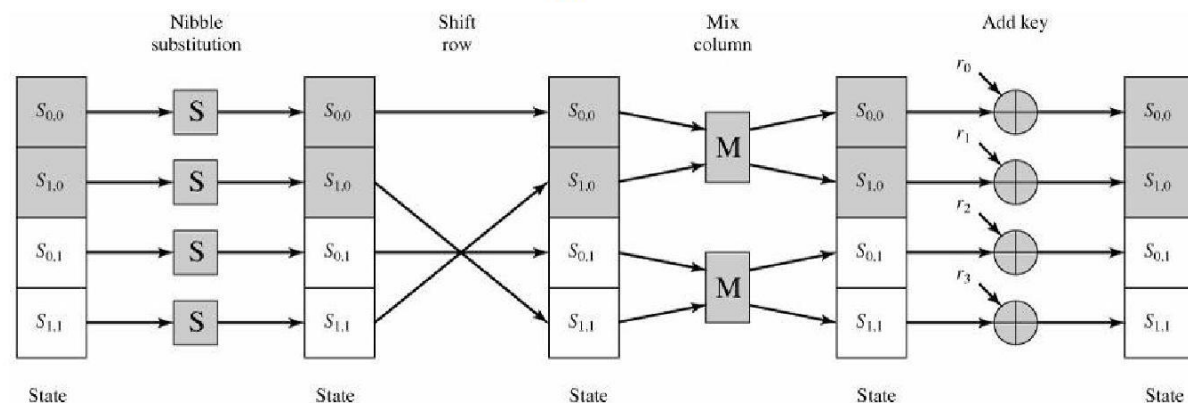 Nibble
substitution
Shift
row
Mix
column
Add key
S0,0 S S0,0 S0,0 M S0,0 r0 S0,0
S1,0 S S1,0 S1,0 S1,0 r1 S1,0
S0,1 S S0,1 S0,1 M S0,1 r2 S0,1
S1,1 S S1,1 S1,1 S1,1 r3 S1,1
State State State State State